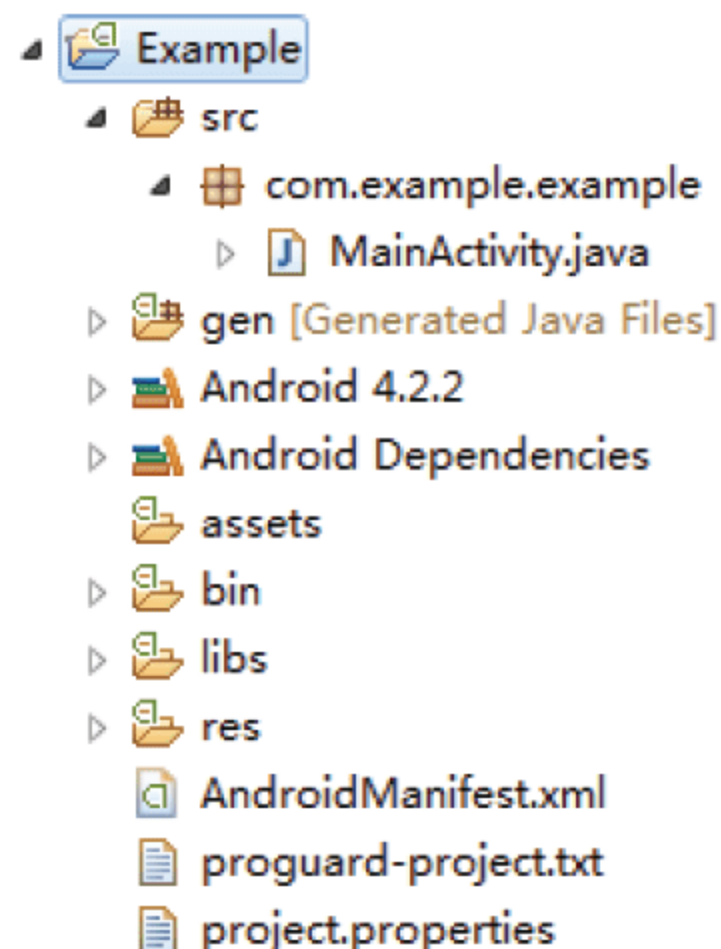 Example
src
com.example.example
MainActivity.java
gen [Generated Java Files]
Android 4.2.2
Android Dependencies
assets
bin
libs
res
AndroidManifest.xml
proguard-project.txt
project.properties